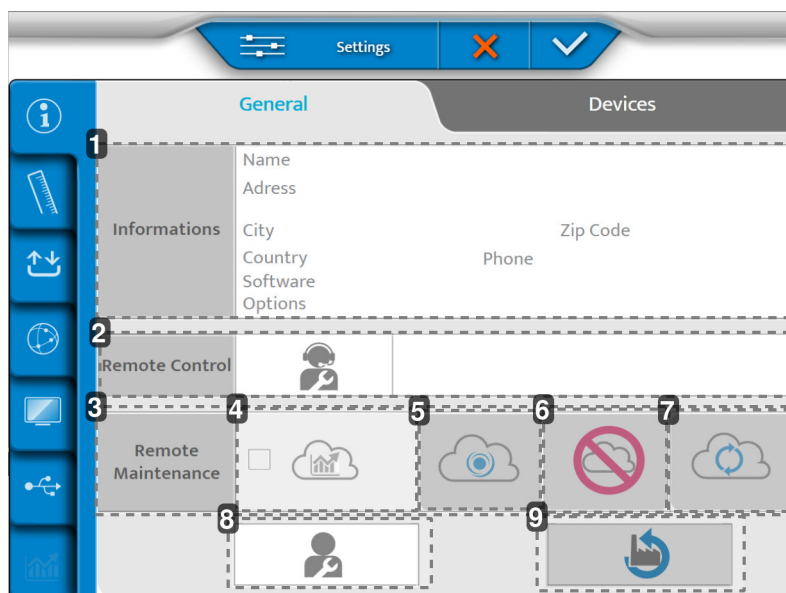 Settings
General
Devices
1
Informations
Name
Adress
City
Zip Code
Country
Phone
Software
Options
2
Remote Control
3
Remote
Maintenance
4
5
6
7
8
9